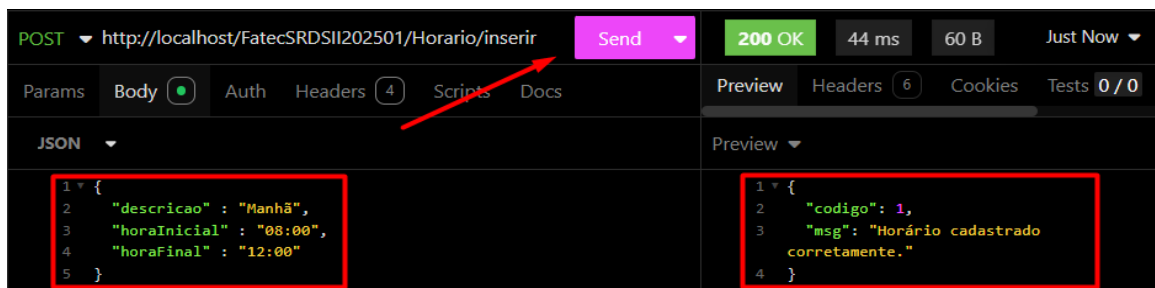 POST http://localhost/FatecSRDSII202501/Horario/inserir Send 200 OK 44 ms 60 B Just Now
Params Body Auth Headers 4 Scripts Docs Preview Headers 6 Cookies Tests 0 / 0
JSON Preview
1 {
2 "descricao" : "Manhã",
3 "horaInicial" : "08:00",
4 "horaFinal" : "12:00"
5 }
1 {
2 "codigo": 1,
3 "msg": "Horário cadastrado
corretamente."
4 }